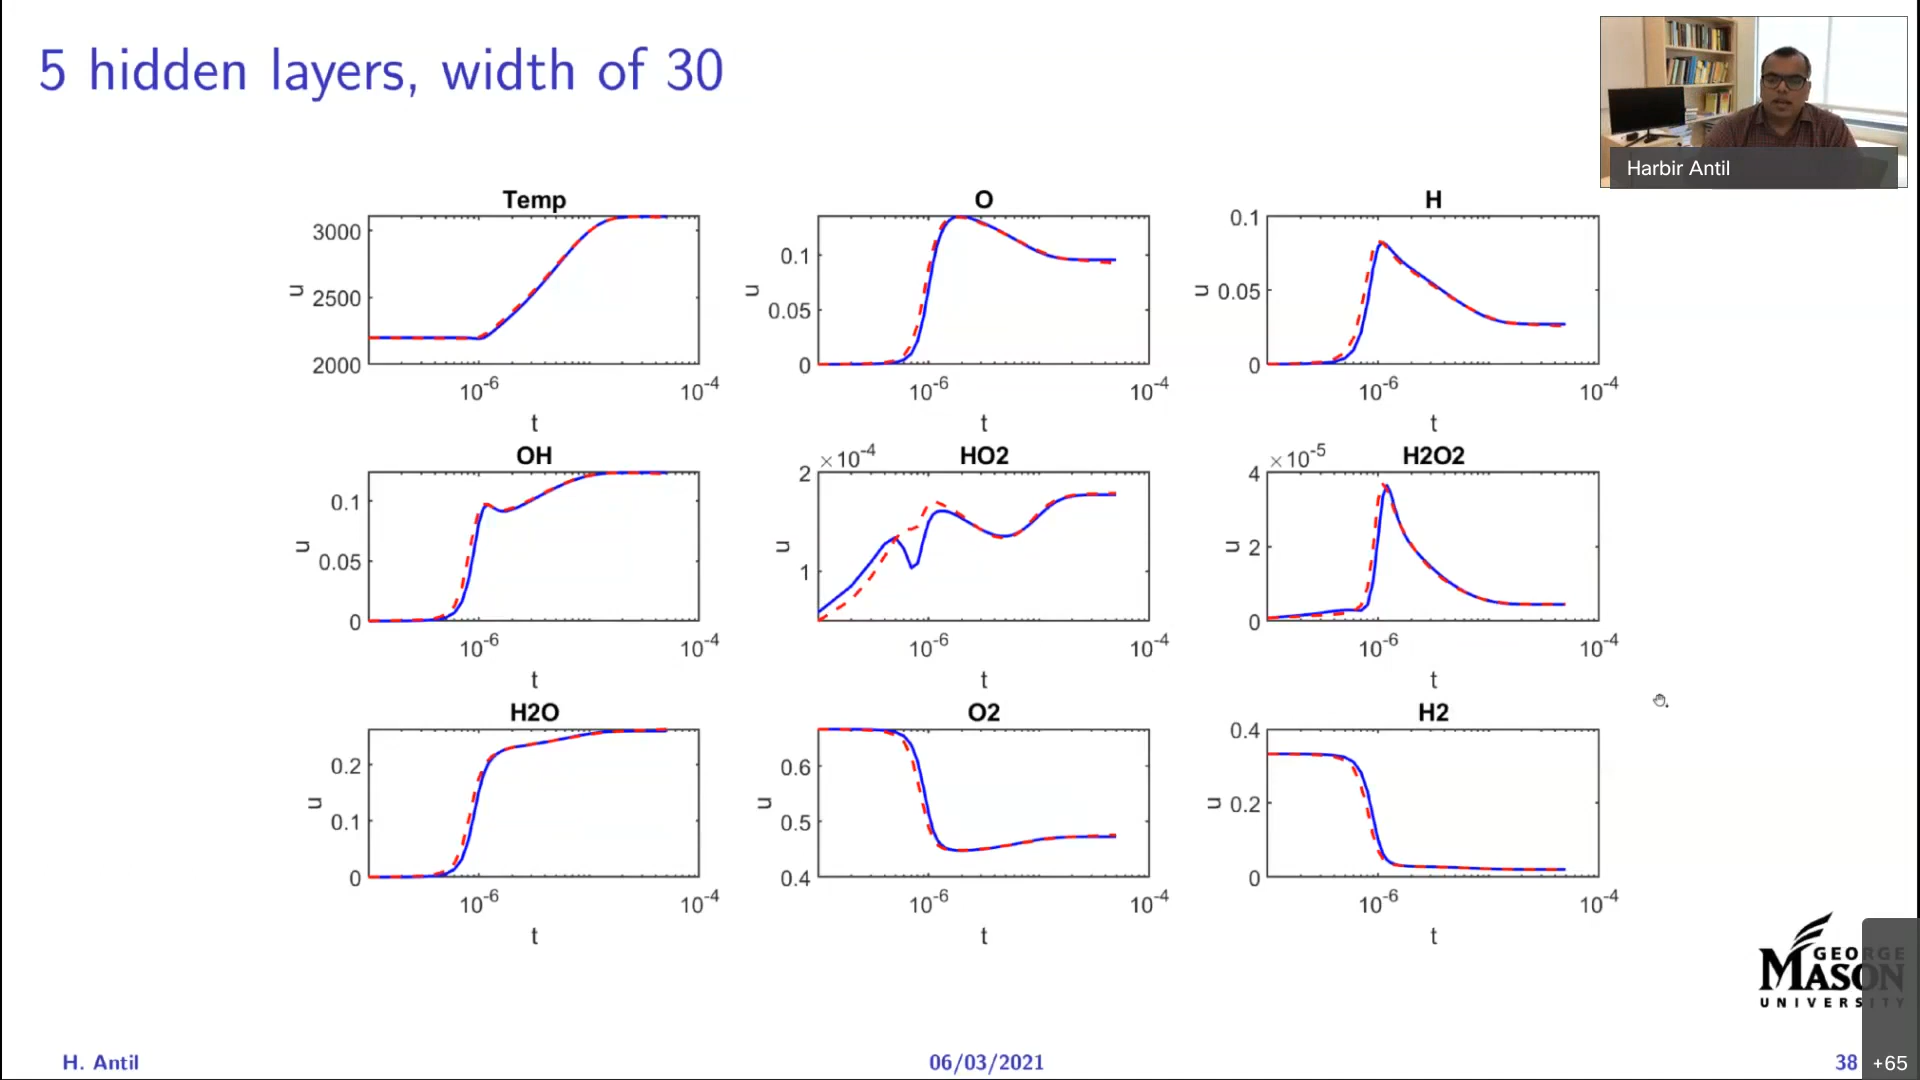 5 hidden layers, width of 30
Harbir Antil
Temp
O
H
3000
2500
2000
u
10-6
10-4
t
0.1
0.05
0
u
10-6
10-4
t
0.1
0.05
0
u
10-6
10-4
t
OH
HO2
H2O2
0.1
0.05
0
u
10-6
10-4
t
×10-4
2
1
u
10-6
10-4
t
×10-5
4
2
0
u
10-6
10-4
t
H2O
O2
H2
0.2
0.1
0
u
10-6
10-4
t
0.6
0.5
0.4
u
10-6
10-4
t
0.4
0.2
0
u
10-6
10-4
t
GEORGE
MASON
UNIVERSITY
H. Antil
06/03/2021
38
+65